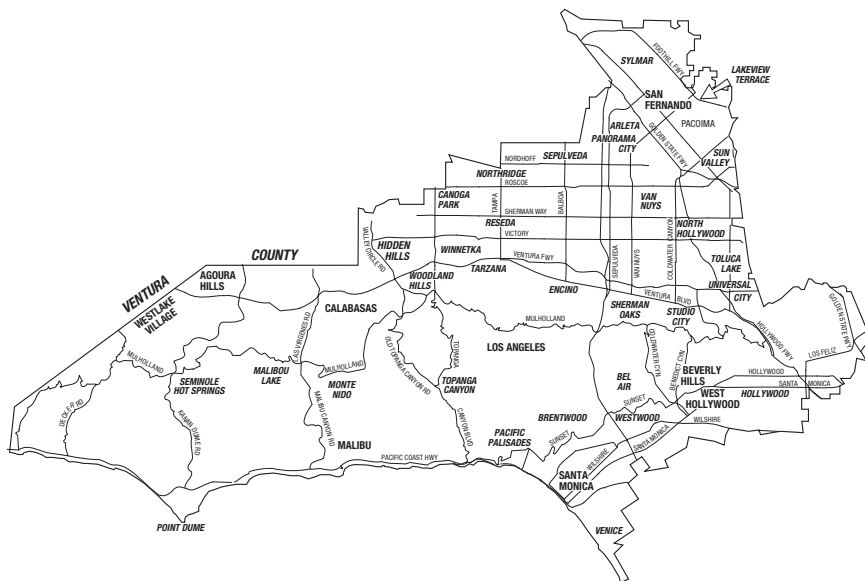 SYLMAR
FOOTHILL FWY
LAKEVIEW
TERRACE
SAN
FERNANDO
ARLETA
PACOIMA
PANORAMA
CITY
GOLDEN STATE FWY
SUN
VALLEY
NORDHOFF
SEPULVEDA
NORTHRIDGE
ROSCOE
CANOGA
PARK
TAMPA
BALBOA
VAN
NUYS
SHERMAN WAY
RESEDA
NORTH
HOLLYWOOD
VICTORY
COLDWATER CANYON
VALLEY CIRCLE RD
HIDDEN
HILLS
WINNETKA
VENTURA FWY
SEPULVEDA
VAN NUYS
TOLUCA
LAKE
COUNTY
VENTURA
AGOURA
HILLS
WOODLAND
HILLS
TARZANA
ENCINO
VENTURA BLVD
UNIVERSAL
CITY
WESTLAKE
VILLAGE
CALABASAS
SHERMAN
OAKS
STUDIO
CITY
GOLDEN STATE FWY
LAS VIRGENES RD
MULHOLLAND
HOLLYWOOD FWY
MULHOLLAND
LOS ANGELES
COLDWATER CYN
BENEDICT CYN
LOS FELIZ
MALIBOU
LAKE
MULHOLLAND
OLD TOPANGA CANYON RD
TOPANGA
SEMINOLE
HOT SPRINGS
MONTE
NIDO
TOPANGA
CANYON
BEL
AIR
BEVERLY
HILLS
HOLLYWOOD
SANTA MONICA
DECKER RD
KANAN DUME RD
MALIBU CANYON RD
CANYON BLVD
WEST
HOLLYWOOD
HOLLYWOOD
SUNSET
BRENTWOOD
WESTWOOD
WILSHIRE
MALIBU
PACIFIC
PALISADES
SUNSET
SANTA MONICA
PACIFIC COAST HWY
WILSHIRE
SANTA
MONICA
POINT DUME
VENICE